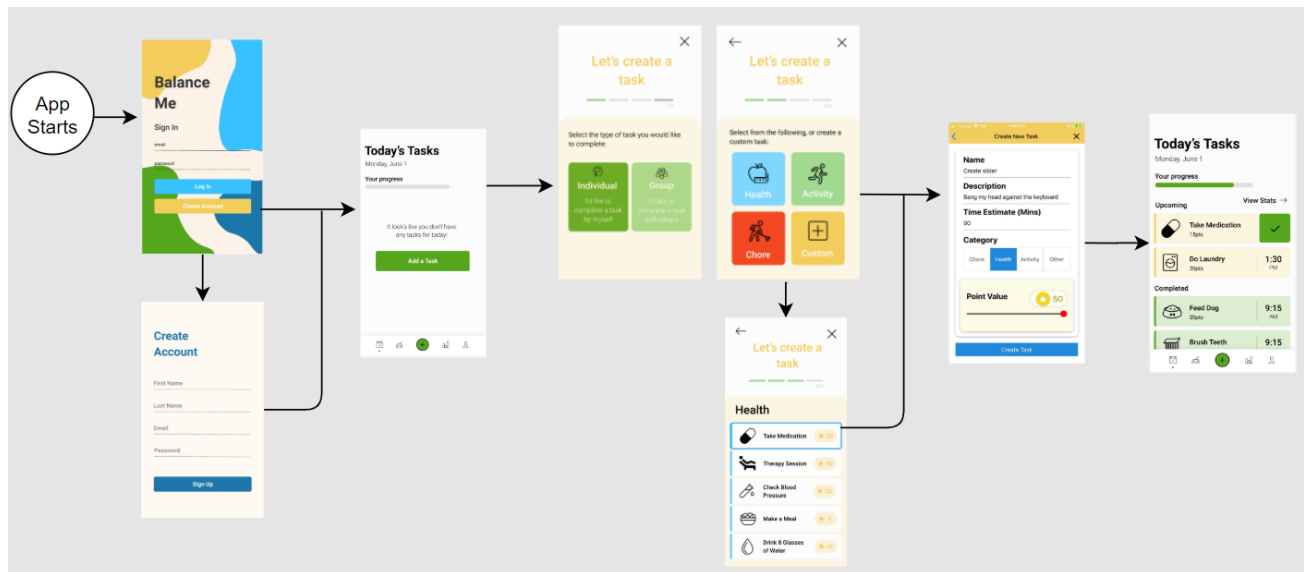 App
Starts
Balance
Me
Sign In
email
password
Log In
Create Account
Create
Account
First Name
Last Name
Email
Password
Sign Up
Today's Tasks
Monday, June 1
Your progress
It look's like you don't have
any tasks for today!
Add a Task
Let's create a
task
Select the type of task you would like
to complete:
Individual
I'd like to
complete a task
by myself
Group
I'd like to
complete a task
with others
Let's create a
task
Select from the following, or create a
custom task:
Health
Activity
Chore
Custom
Let's create a
task
Health
Take Medication
Therapy Session
Check Blood
Pressure
Make a Meal
Drink 8 Glasses
of Water
Create New Task
Name
Create slider
Description
Bang my head against the keyboard
Time Estimate (Mins)
90
Category
Chore Health Activity Other
Point Value 50
Create Task
Today's Tasks
Monday, June 1
Your progress
View Stats →
Upcoming
Take Medication
15pts
Do Laundry 1:30
20pts PM
Completed
Feed Dog 9:15
20pts AM
Brush Teeth 9:15